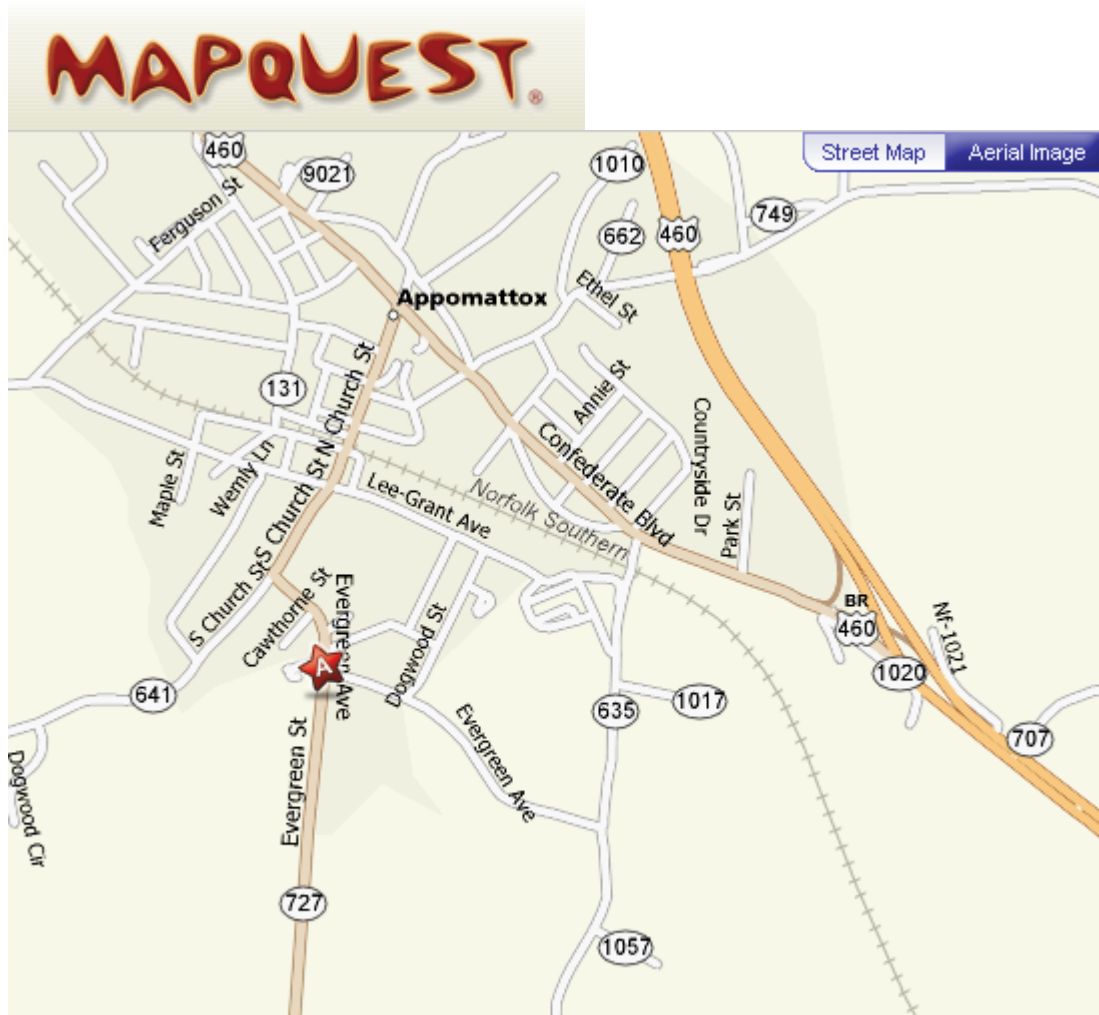 MAPQUEST®
Street Map
Aerial Image
460
9021
1010
Ferguson St
749
662
460
Ethel St
Appomattox
131
N Church St
Annie St
Countryside Dr
Confederate Blvd
Maple St
Wemly Ln
S Church St
Lee-Grant Ave
Norfolk Southern
Park St
S Church St
Cawthorne St
Evergreen Ave
Dogwood St
BR
460
Nf-1021
1020
A
641
1017
635
707
Evergreen St
Evergreen Ave
Dogwood Cir
727
1057